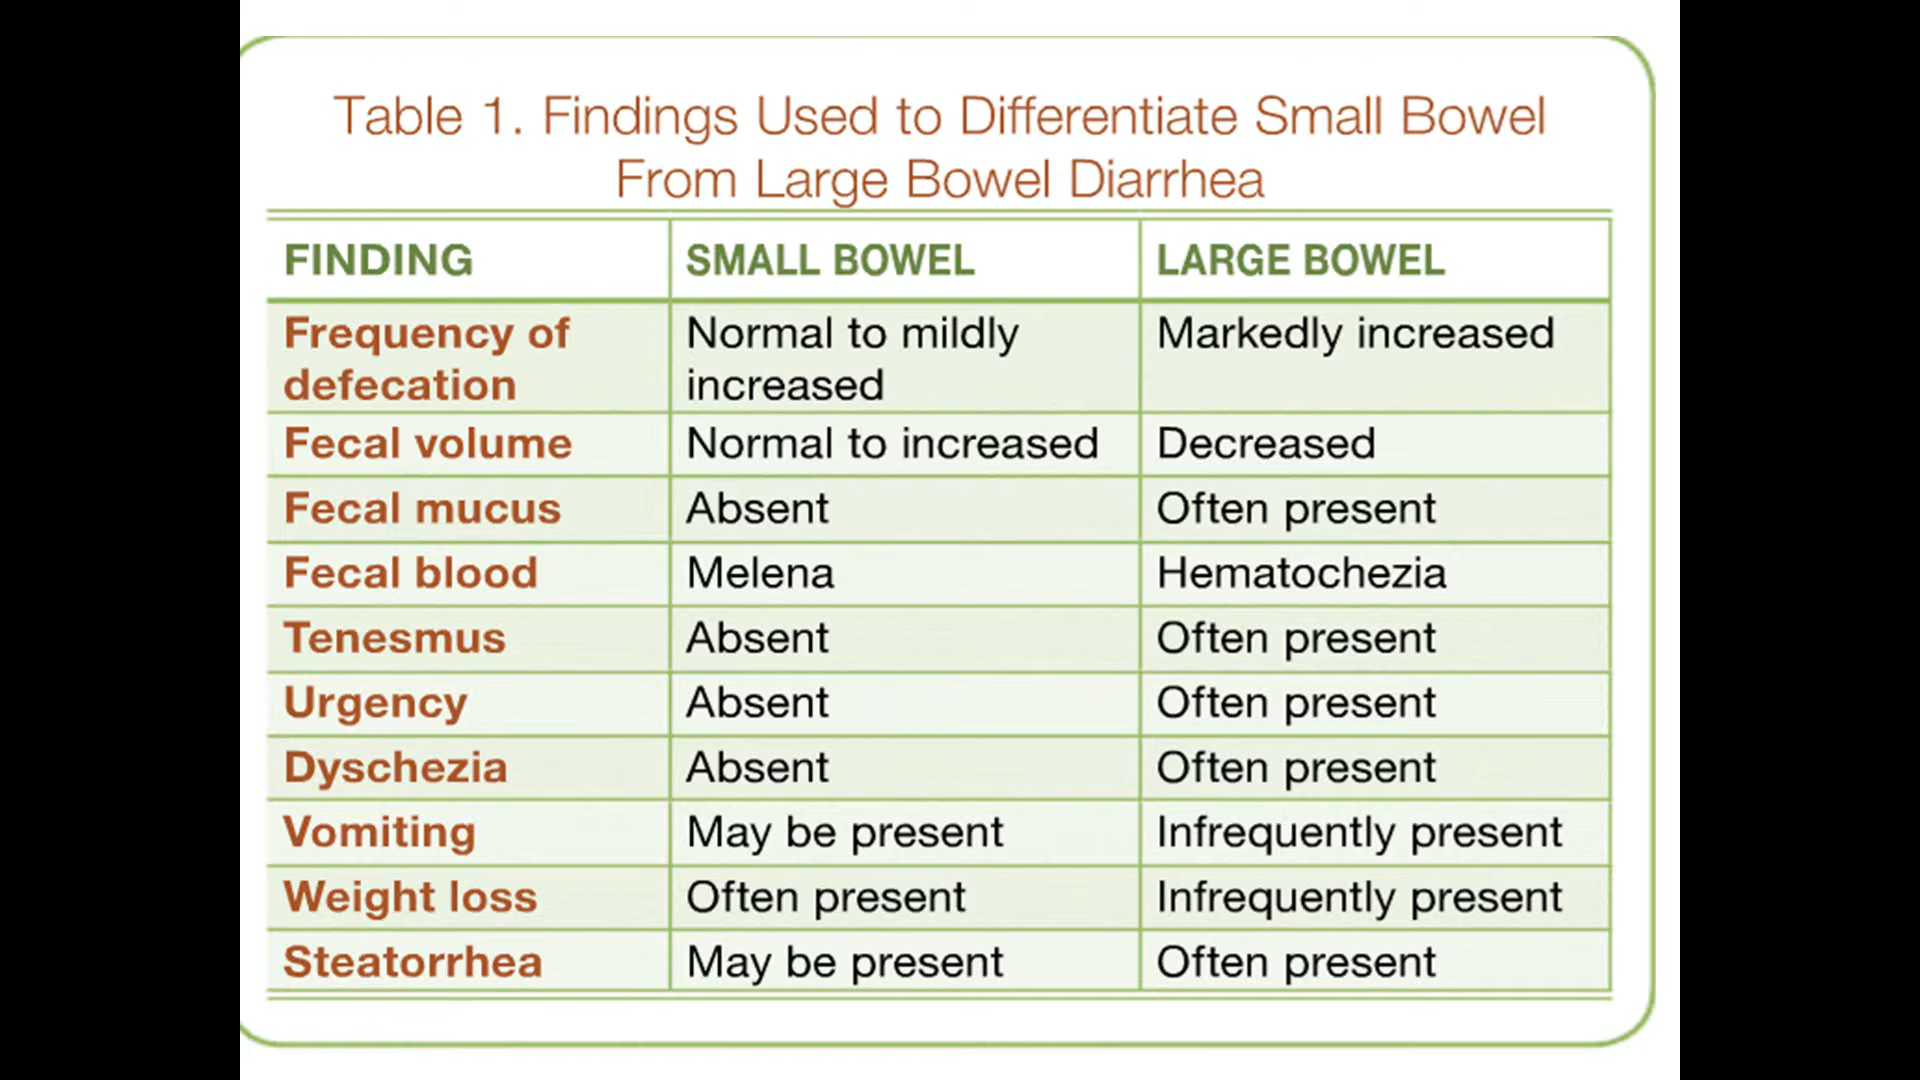 Table 1. Findings Used to Differentiate Small Bowel
From Large Bowel Diarrhea
FINDING SMALL BOWEL LARGE BOWEL
Frequency of defecation Normal to mildly increased Markedly increased
Fecal volume Normal to increased Decreased
Fecal mucus Absent Often present
Fecal blood Melena Hematochezia
Tenesmus Absent Often present
Urgency Absent Often present
Dyschezia Absent Often present
Vomiting May be present Infrequently present
Weight loss Often present Infrequently present
Steatorrhea May be present Often present